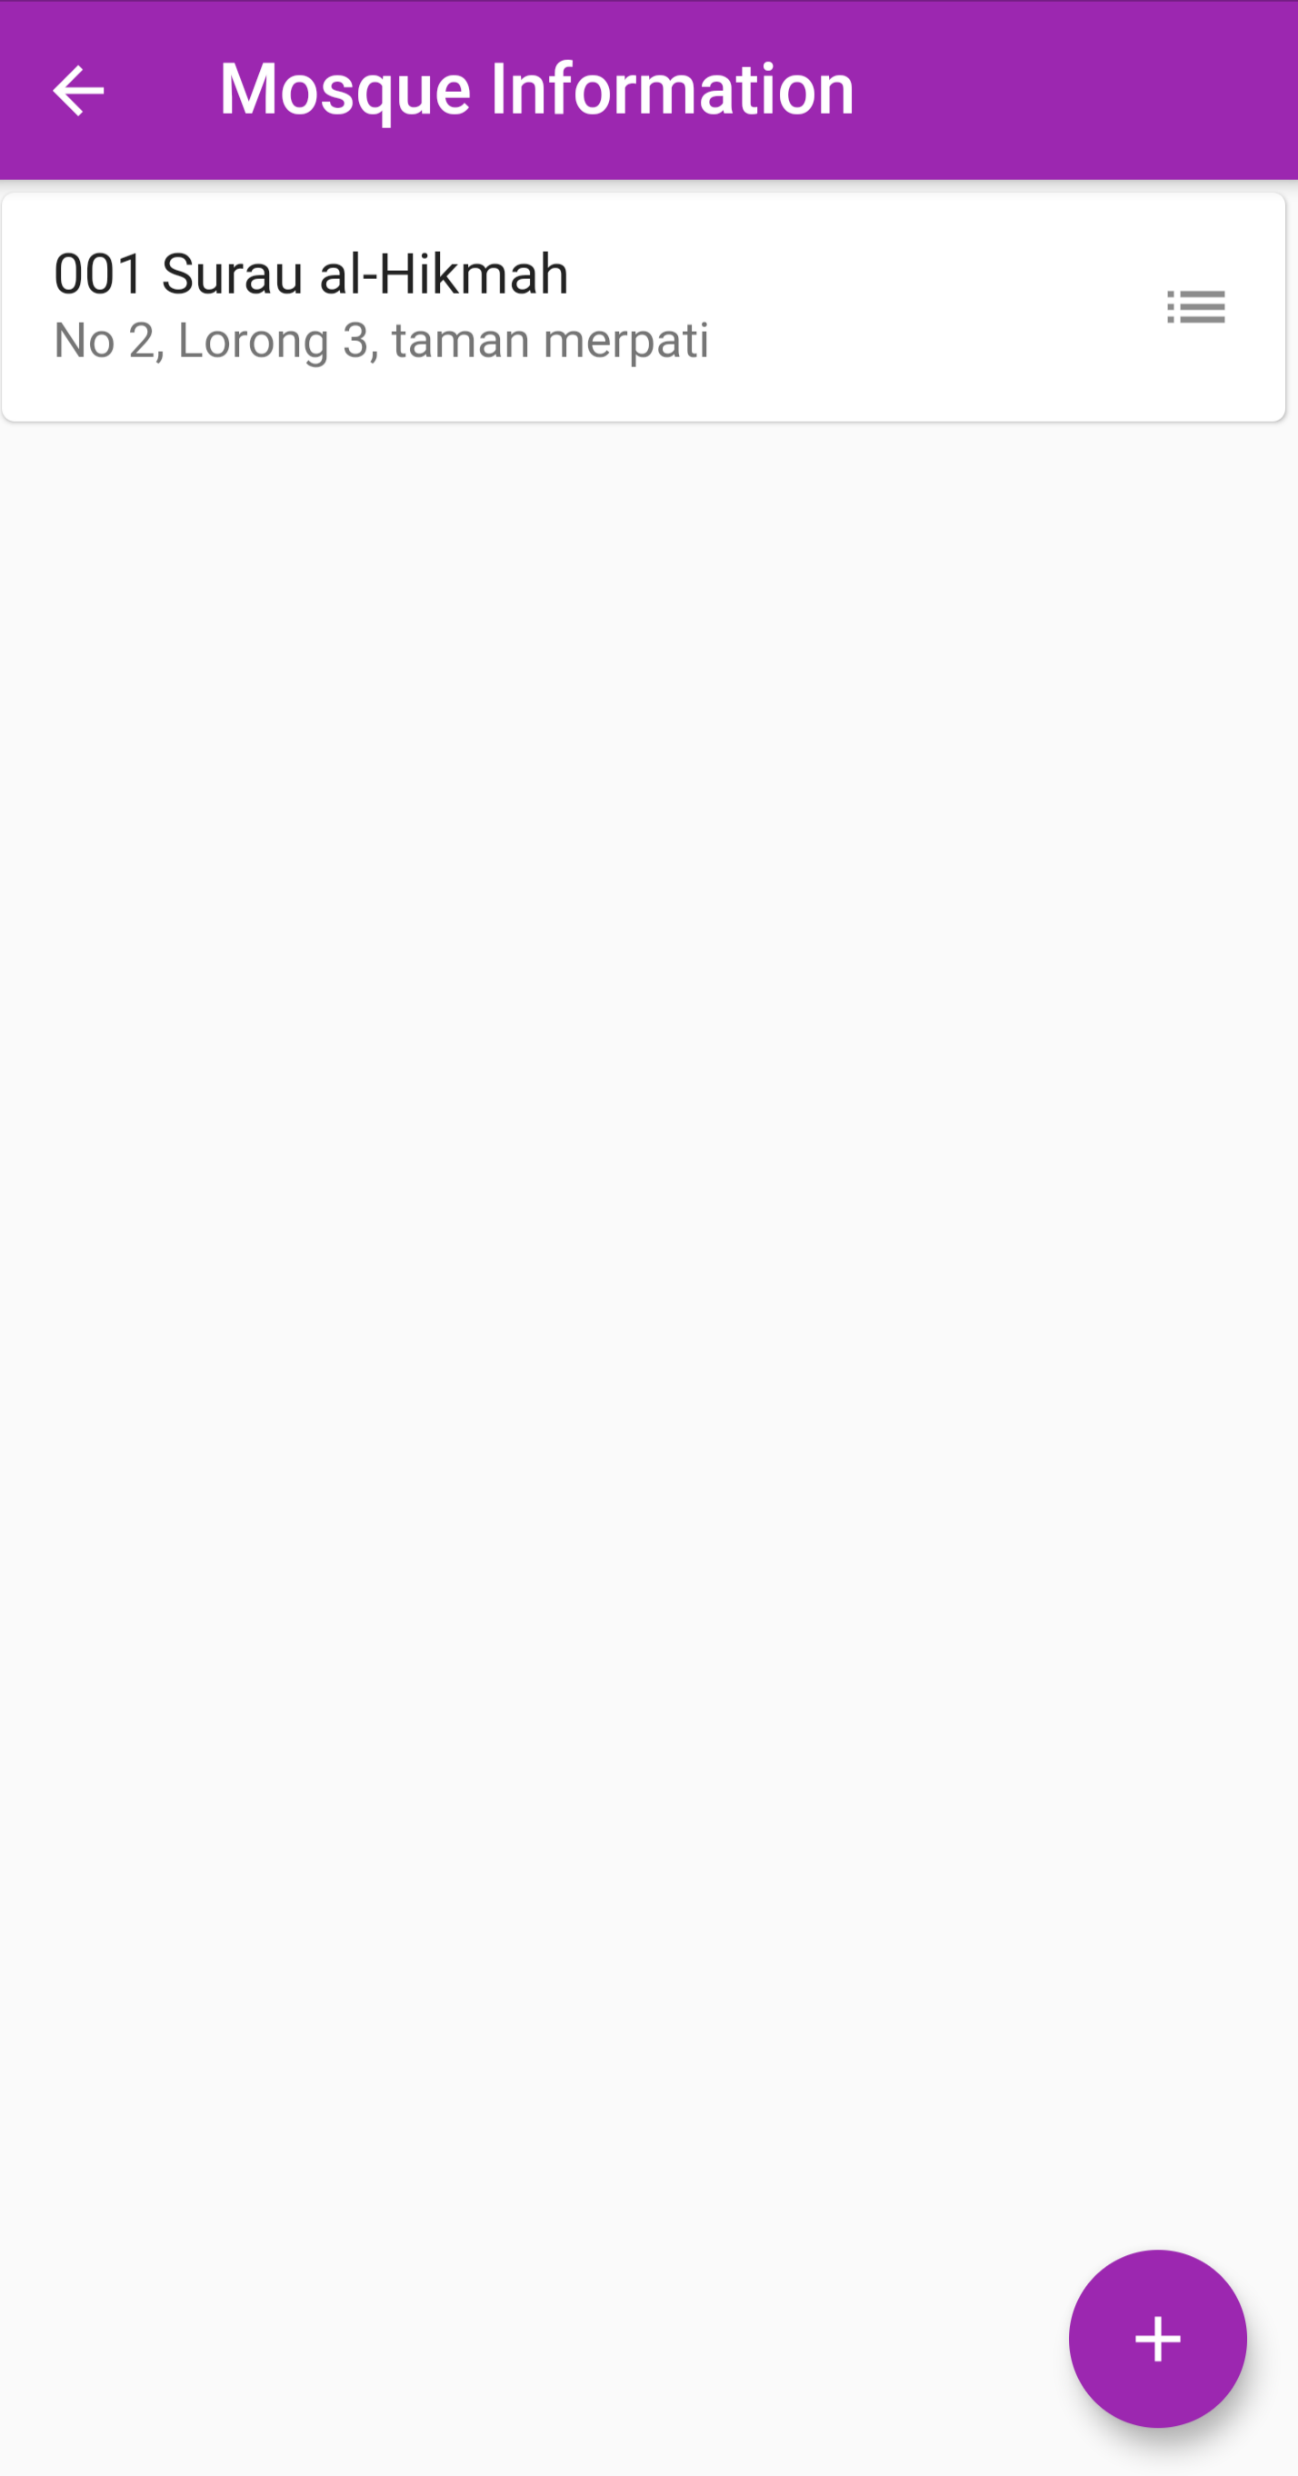 Mosque Information
001 Surau al-Hikmah
No 2, Lorong 3, taman merpati